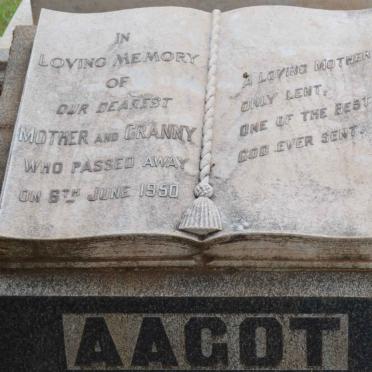 IN
LOVING MEMORY
OF
OUR DEAREST
MOTHER AND GRANNY
WHO PASSED AWAY
ON 6TH JUNE 1950
A LOVING MOTHER
ONLY LENT,
ONE OF THE BEST
GOD EVER SENT.
AAGOT